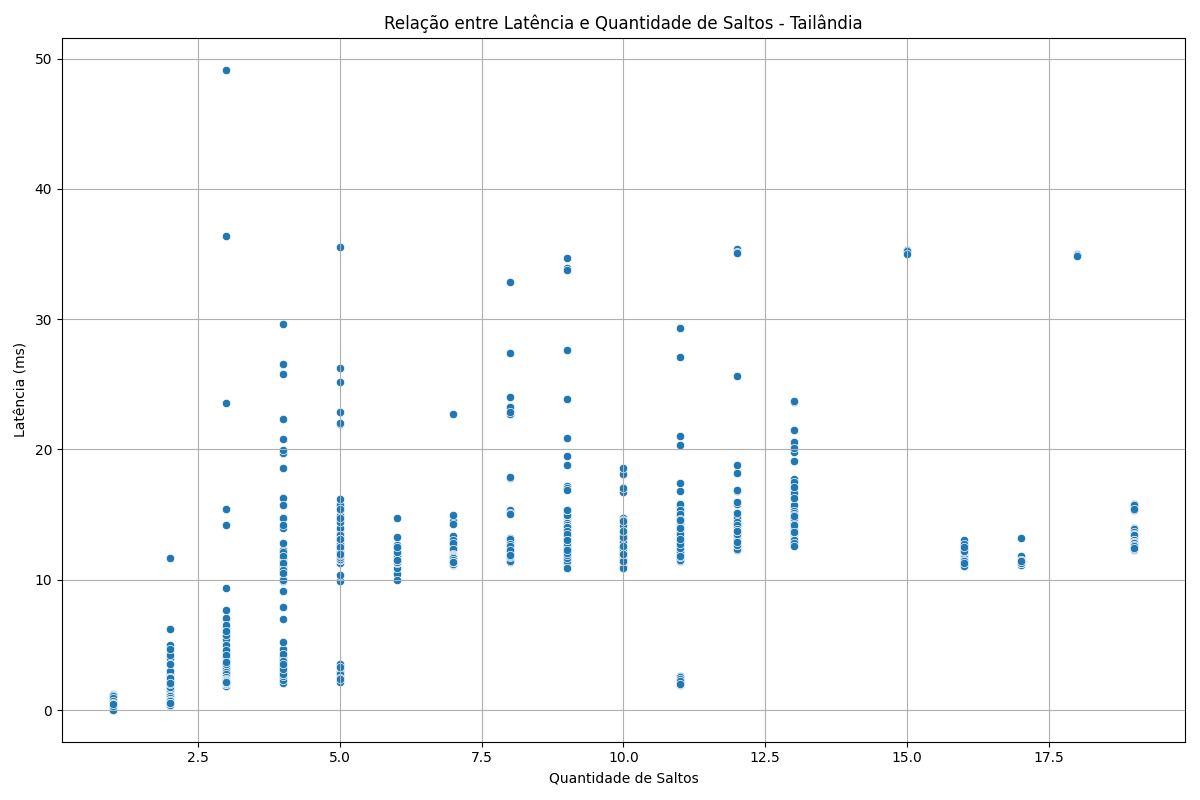 Relação entre Latência e Quantidade de Saltos - Tailândia
50
40
30
20
10
0
Latência (ms)
2.5 5.0 7.5 10.0 12.5 15.0 17.5
Quantidade de Saltos